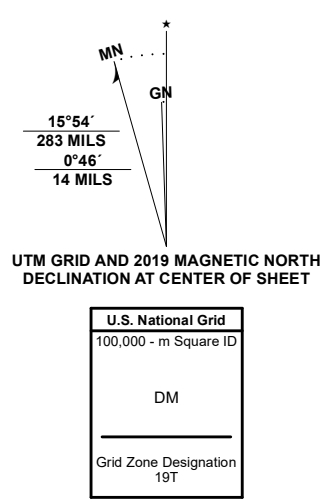 ★
MN
GN
15°54´
283 MILS
0°46´
14 MILS
UTM GRID AND 2019 MAGNETIC NORTH
DECLINATION AT CENTER OF SHEET
U.S. National Grid
100,000 - m Square ID
DM
Grid Zone Designation
19T